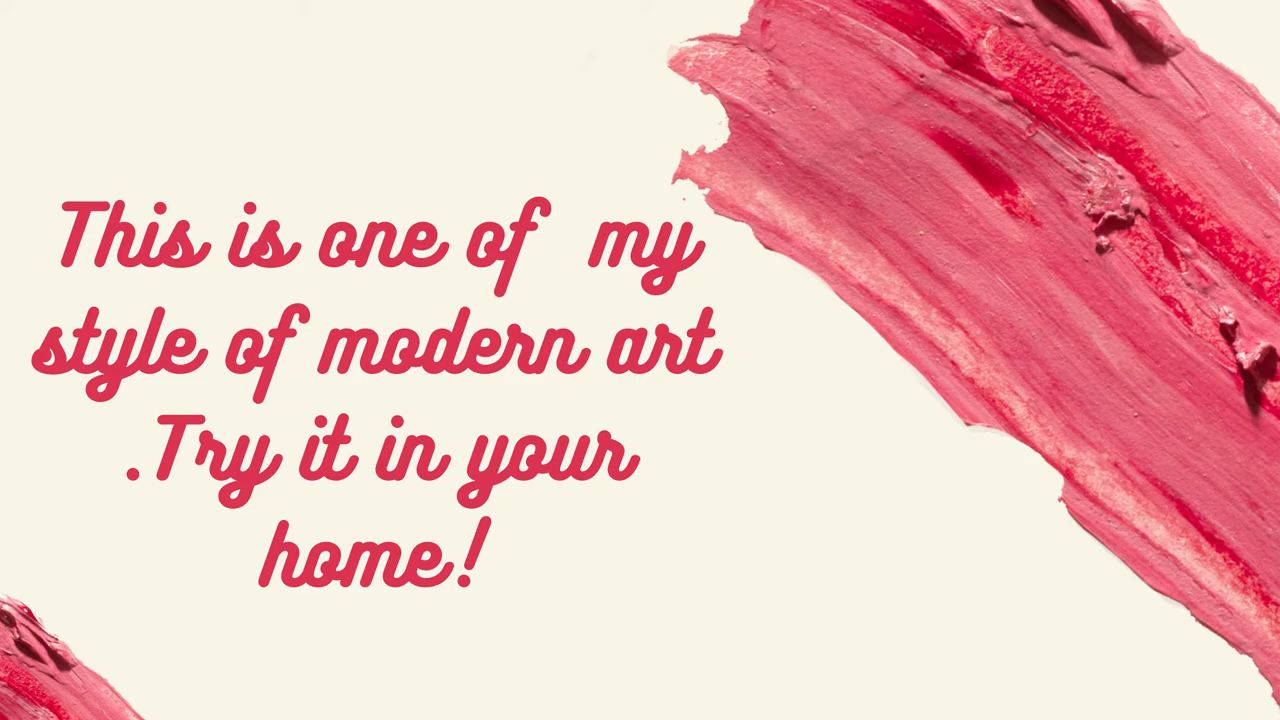 This is one of  my
style of modern art
.Try it in your
home!